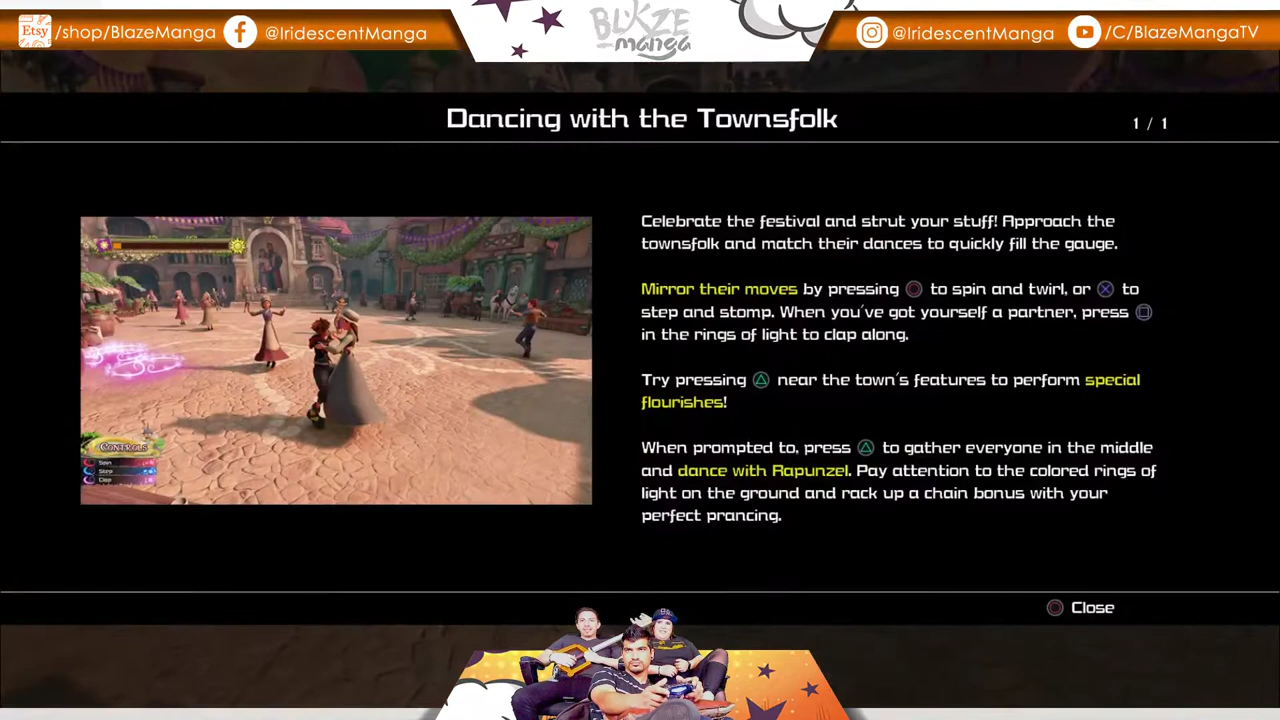 Etsy /shop/BlazeManga @IridescentManga BLAZE manga @IridescentManga /C/BlazeMangaTV
Dancing with the Townsfolk
1 / 1
Celebrate the festival and strut your stuff! Approach the
townsfolk and match their dances to quickly fill the gauge.
Mirror their moves by pressing to spin and twirl, or to
step and stomp. When you've got yourself a partner, press
in the rings of light to clap along.
Try pressing near the town's features to perform special
flourishes!
When prompted to, press to gather everyone in the middle
and dance with Rapunzel. Pay attention to the colored rings of
light on the ground and rack up a chain bonus with your
perfect prancing.
CONTROLS
Spin
Step
Clap
Close